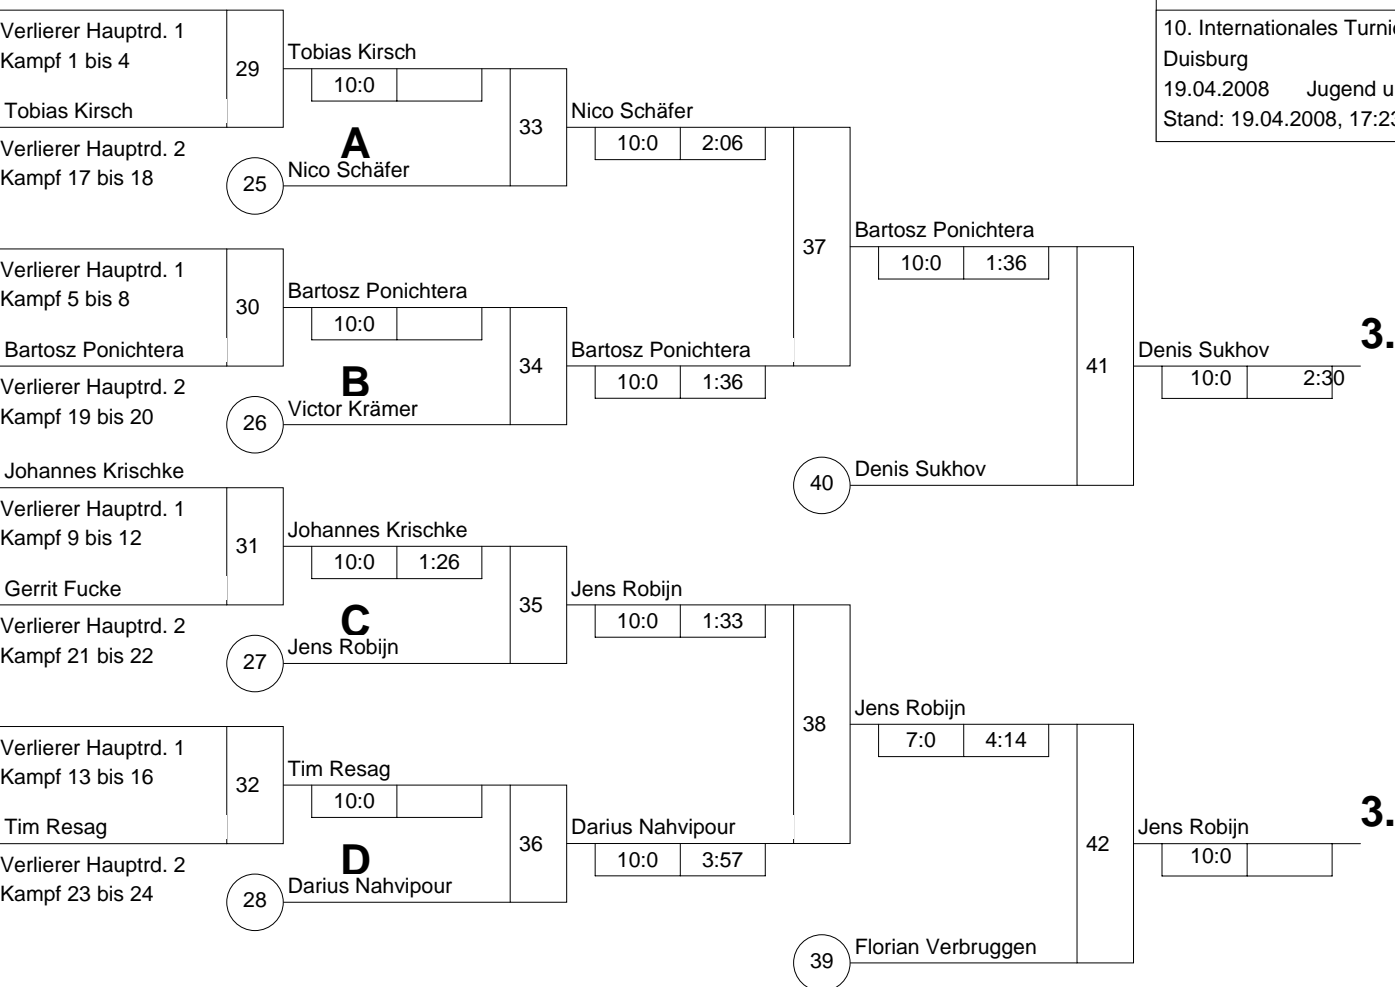 10. Internationales
Duisburg
19.04.2008 Jugend
Stand: 19.04.2008,
Verlierer Hauptrd. 1
Kampf 1 bis 4
29
Tobias Kirsch
10:0
Tobias Kirsch
33
Nico Schäfer
10:0 2:06
Verlierer Hauptrd. 2
Kampf 17 bis 18
A
25
Nico Schäfer
37
Bartosz Ponichtera
10:0 1:36
Verlierer Hauptrd. 1
Kampf 5 bis 8
30
Bartosz Ponichtera
10:0
Bartosz Ponichtera
34
Bartosz Ponichtera
10:0 1:36
Verlierer Hauptrd. 2
Kampf 19 bis 20
B
26
Victor Krämer
41
Denis Sukhov
10:0 2:30
3.
40
Denis Sukhov
Johannes Krischke
Verlierer Hauptrd. 1
Kampf 9 bis 12
31
Johannes Krischke
10:0 1:26
Gerrit Fucke
35
Jens Robijn
10:0 1:33
Verlierer Hauptrd. 2
Kampf 21 bis 22
C
27
Jens Robijn
38
Jens Robijn
7:0 4:14
Verlierer Hauptrd. 1
Kampf 13 bis 16
32
Tim Resag
10:0
Tim Resag
36
Darius Nahvipour
10:0 3:57
Verlierer Hauptrd. 2
Kampf 23 bis 24
D
28
Darius Nahvipour
42
Jens Robijn
10:0
3.
39
Florian Verbruggen